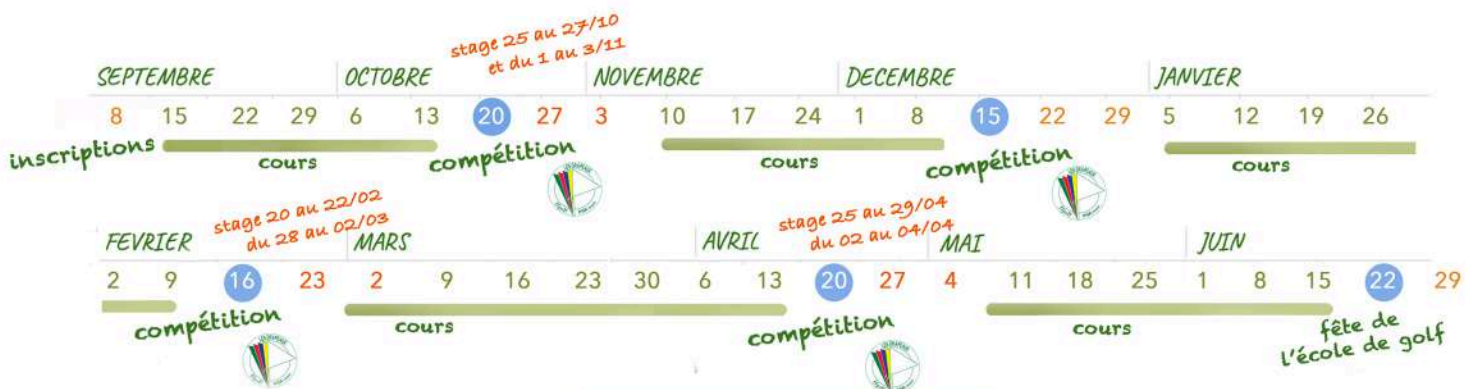 stage 25 au 27/10
et du 1 au 3/11
SEPTEMBRE OCTOBRE NOVEMBRE DECEMBRE JANVIER
8 15 22 29 6 13 20 27 3 10 17 24 1 8 15 22 29 5 12 19 26
inscriptions cours compétition cours compétition cours
stage 20 au 22/02
du 28 au 02/03
stage 25 au 29/04
du 02 au 04/04
FEVRIER MARS AVRIL MAI JUIN
2 9 16 23 2 9 16 23 30 6 13 20 27 4 11 18 25 1 8 15 22 29
compétition cours compétition cours fête de
l'école de golf